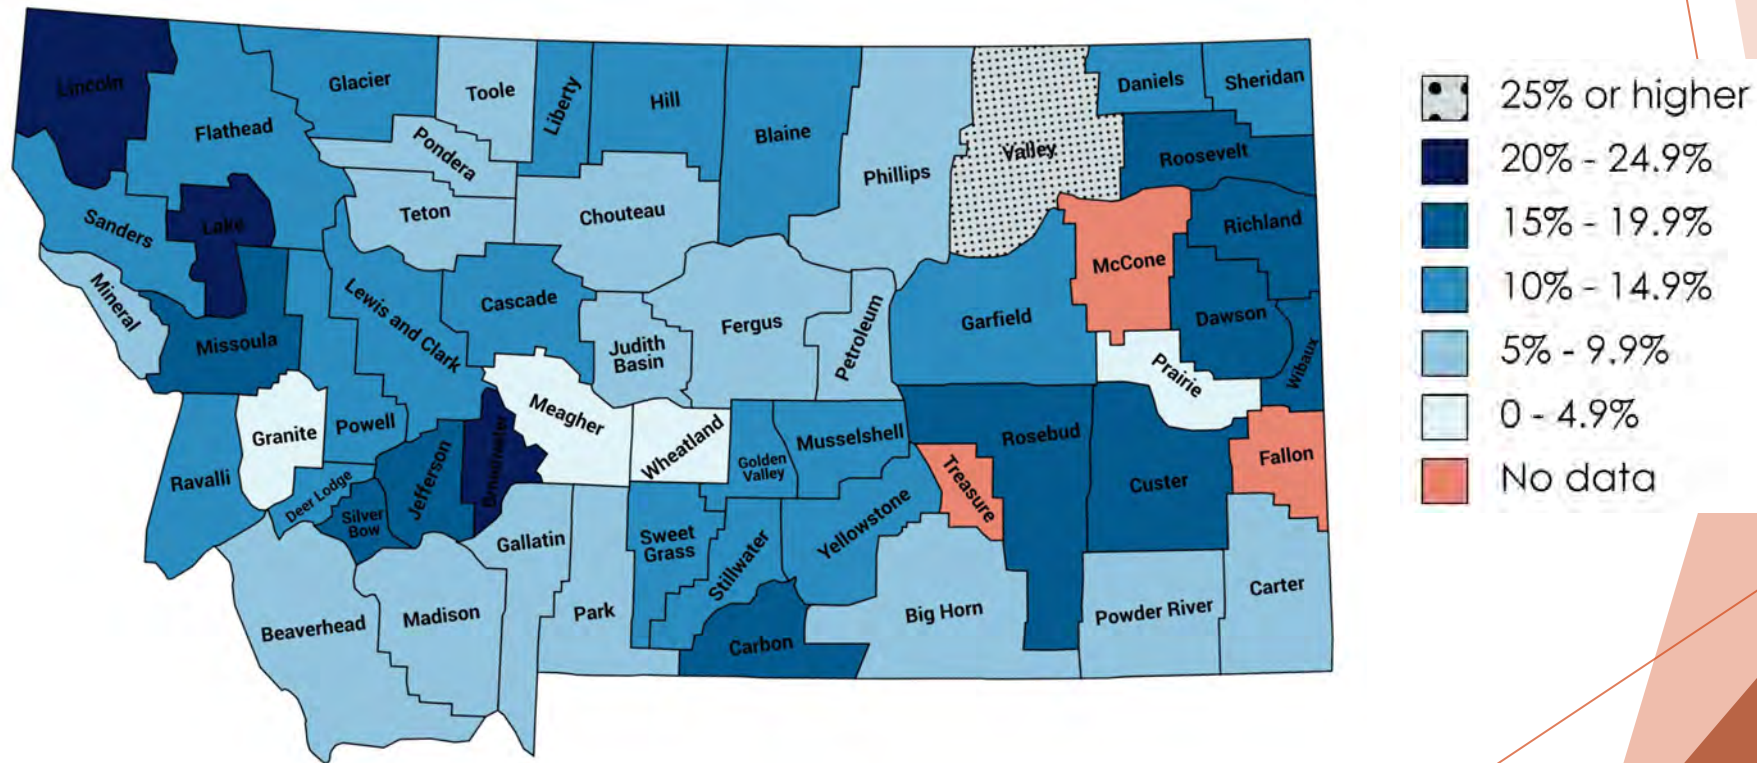 Lincoln
Flathead
Glacier
Toole
Liberty
Hill
Blaine
Phillips
Valley
Daniels
Sheridan
Pondera
Teton
Chouteau
Roosevelt
Richland
Sanders
Lake
Mineral
Missoula
Lewis and Clark
Cascade
Judith
Basin
Fergus
Petroleum
Garfield
McCone
Dawson
Wibaux
Prairie
Granite
Powell
Meagher
Wheatland
Golden
Valley
Musselshell
Rosebud
Treasure
Custer
Fallon
Ravalli
Deer Lodge
Silver
Bow
Jefferson
Broadwater
Gallatin
Sweet
Grass
Stillwater
Yellowstone
Beaverhead
Madison
Park
Carbon
Big Horn
Powder River
Carter
25% or higher
20% - 24.9%
15% - 19.9%
10% - 14.9%
5% - 9.9%
0 - 4.9%
No data